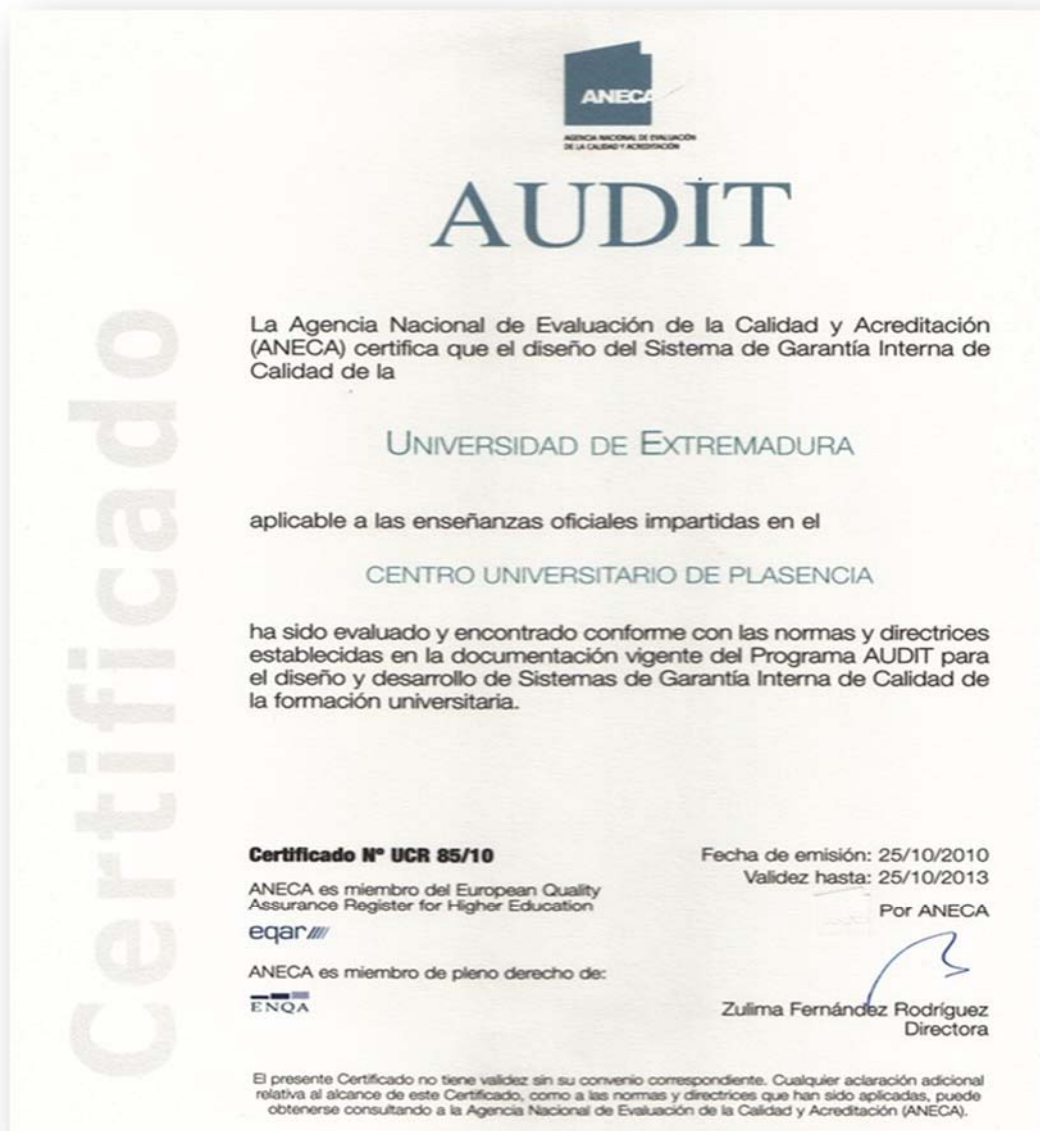 ANECA
AGENCIA NACIONAL DE EVALUACIÓN
DE LA CALIDAD Y ACREDITACIÓN
AUDIT
Certificado
La Agencia Nacional de Evaluación de la Calidad y Acreditación
(ANECA) certifica que el diseño del Sistema de Garantía Interna de
Calidad de la
UNIVERSIDAD DE EXTREMADURA
aplicable a las enseñanzas oficiales impartidas en el
CENTRO UNIVERSITARIO DE PLASENCIA
ha sido evaluado y encontrado conforme con las normas y directrices
establecidas en la documentación vigente del Programa AUDIT para
el diseño y desarrollo de Sistemas de Garantía Interna de Calidad de
la formación universitaria.
Certificado Nº UCR 85/10
ANECA es miembro del European Quality
Assurance Register for Higher Education
eqar
ANECA es miembro de pleno derecho de:
ENQA
Fecha de emisión: 25/10/2010
Validez hasta: 25/10/2013
Por ANECA
Zulima Fernández Rodríguez
Directora
El presente Certificado no tiene validez sin su convenio correspondiente. Cualquier aclaración adicional
relativa al alcance de este Certificado, como a las normas y directrices que han sido aplicadas, puede
obtenerse consultando a la Agencia Nacional de Evaluación de la Calidad y Acreditación (ANECA).